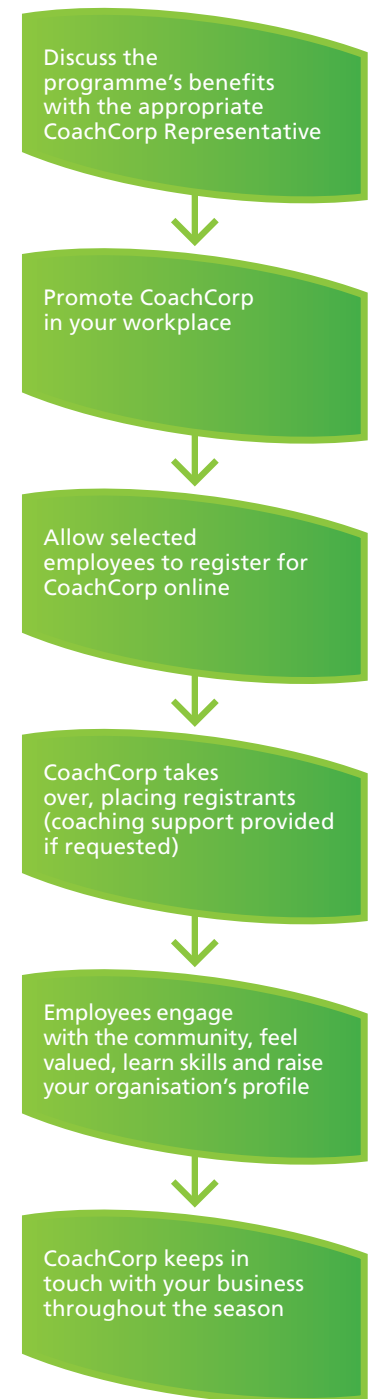 Discuss the
programme’s benefits
with the appropriate
CoachCorp Representative
Promote CoachCorp
in your workplace
Allow selected
employees to register for
CoachCorp online
CoachCorp takes
over, placing registrants
(coaching support provided
if requested)
Employees engage
with the community, feel
valued, learn skills and raise
your organisation’s profile
CoachCorp keeps in
touch with your business
throughout the season